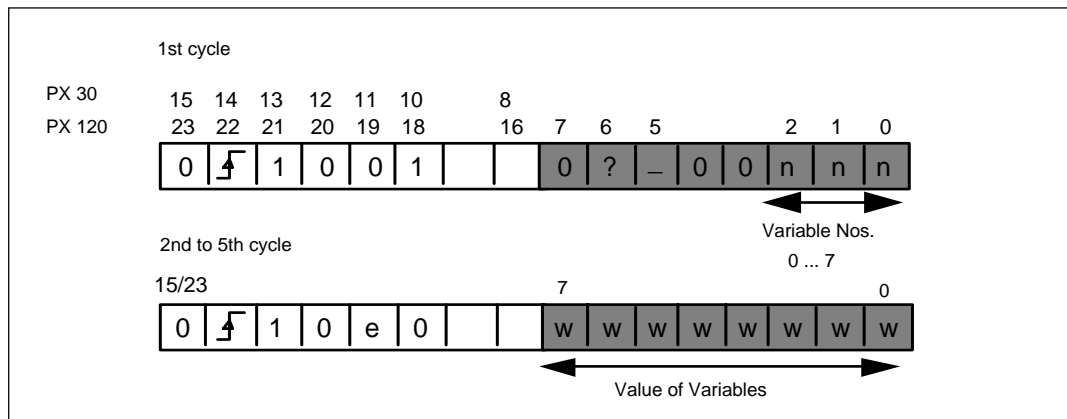 1st cycle
PX 30 15 14 13 12 11 10 8
PX 120 23 22 21 20 19 18 16 7 6 5 2 1 0
0 1 0 0 1 0 ? _ 0 0 n n n
Variable Nos.
0 ... 7
2nd to 5th cycle
15/23 7 0
0 1 0 e 0 w w w w w w w w
Value of Variables